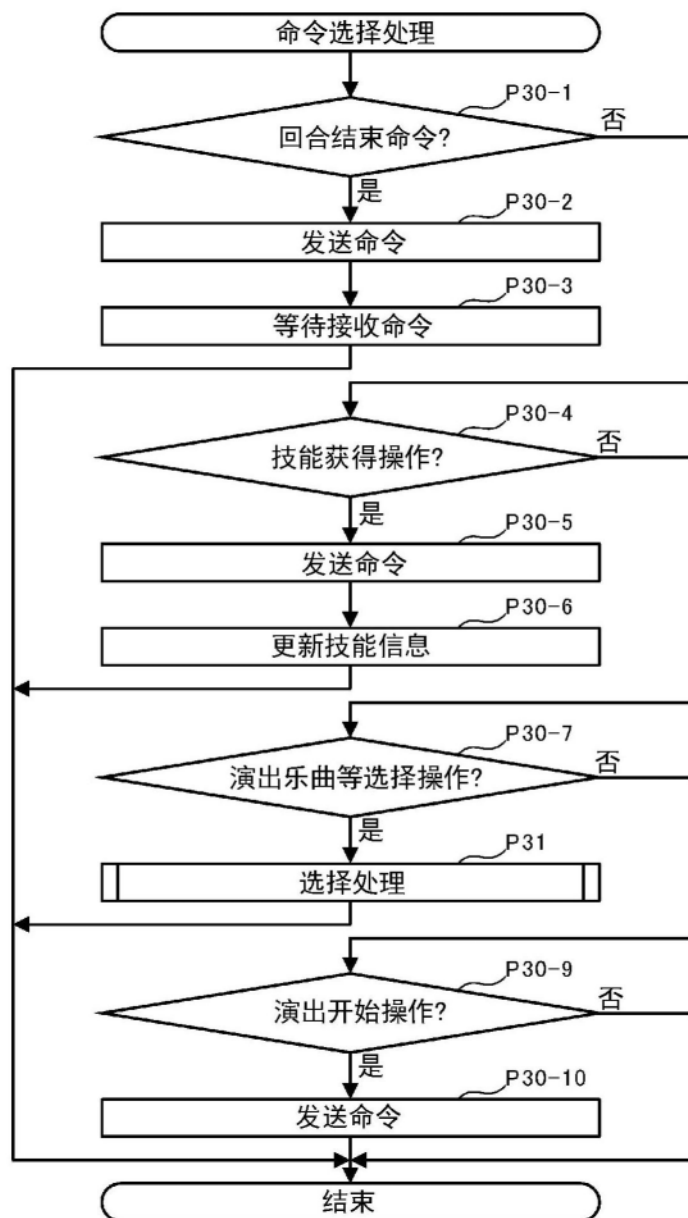 命令选择处理
P30-1
回合结束命令?
否
是
P30-2
发送命令
P30-3
等待接收命令
P30-4
技能获得操作?
否
是
P30-5
发送命令
P30-6
更新技能信息
P30-7
演出乐曲等选择操作?
否
是
P31
选择处理
P30-9
演出开始操作?
否
是
P30-10
发送命令
结束